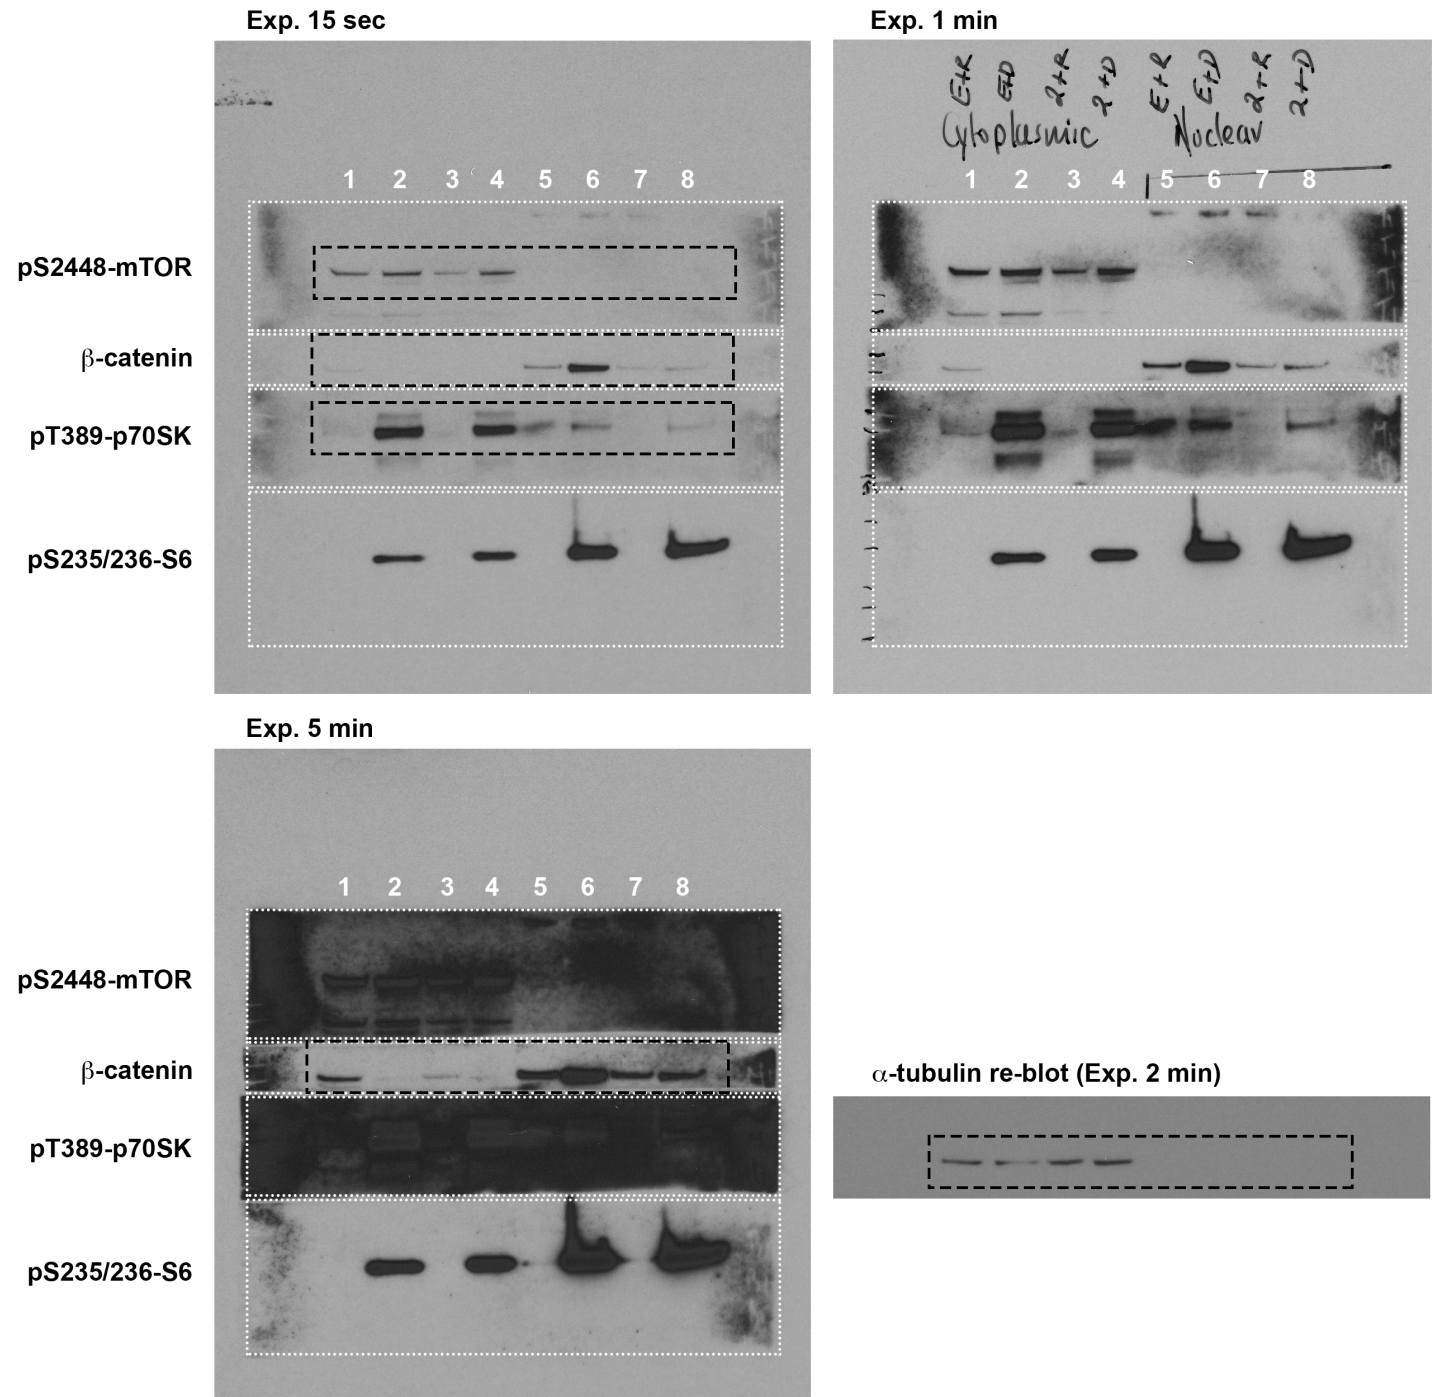 Exp. 15 sec
Exp. 1 min
E+R E+D 2+R 2+D E+R E+D 2+R 2+D
Cytoplasmic Nuclear
1 2 3 4 5 6 7 8
1 2 3 4 5 6 7 8
pS2448-mTOR
β-catenin
pT389-p70SK
pS235/236-S6
Exp. 5 min
1 2 3 4 5 6 7 8
pS2448-mTOR
β-catenin
pT389-p70SK
pS235/236-S6
α-tubulin re-blot (Exp. 2 min)